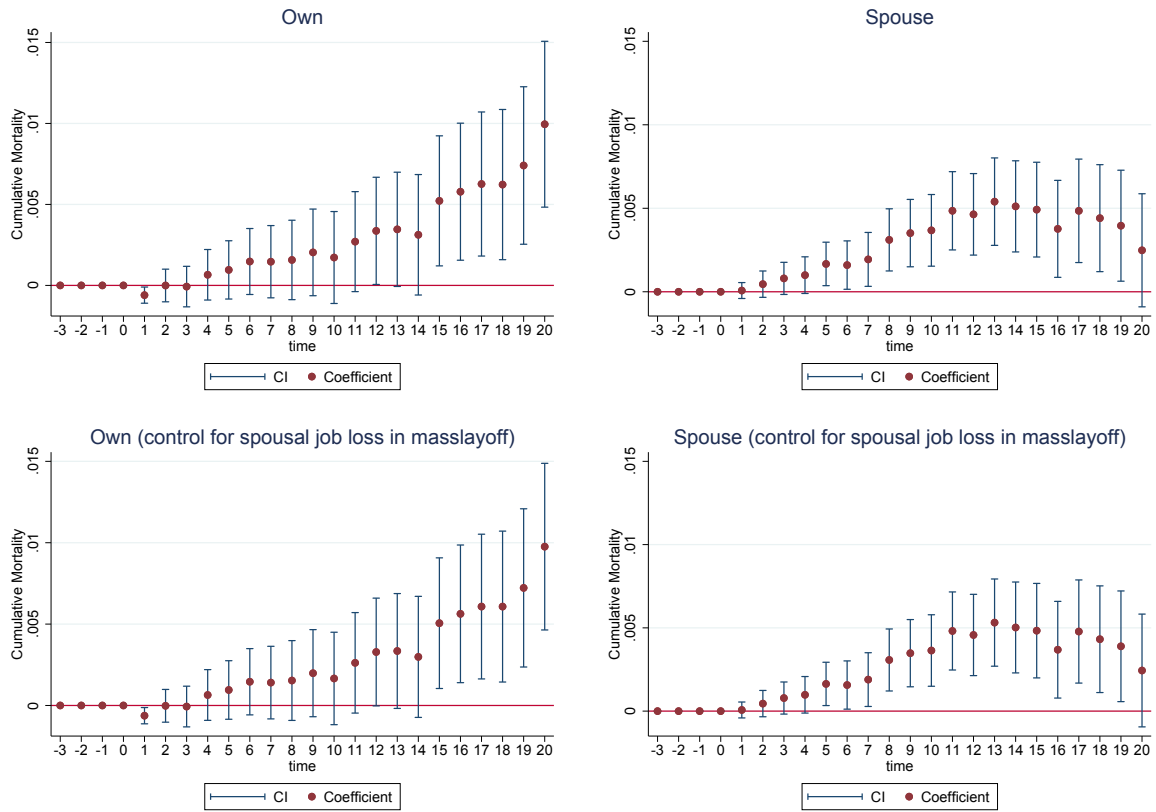 Own
Cumulative Mortality
.015
.01
.005
0
-3 -2 -1 0 1 2 3 4 5 6 7 8 9 10 11 12 13 14 15 16 17 18 19 20
time
CI Coefficient
Spouse
Cumulative Mortality
.015
.01
.005
0
-3 -2 -1 0 1 2 3 4 5 6 7 8 9 10 11 12 13 14 15 16 17 18 19 20
time
CI Coefficient
Own (control for spousal job loss in masslayoff)
Cumulative Mortality
.015
.01
.005
0
-3 -2 -1 0 1 2 3 4 5 6 7 8 9 10 11 12 13 14 15 16 17 18 19 20
time
CI Coefficient
Spouse (control for spousal job loss in masslayoff)
Cumulative Mortality
.015
.01
.005
0
-3 -2 -1 0 1 2 3 4 5 6 7 8 9 10 11 12 13 14 15 16 17 18 19 20
time
CI Coefficient